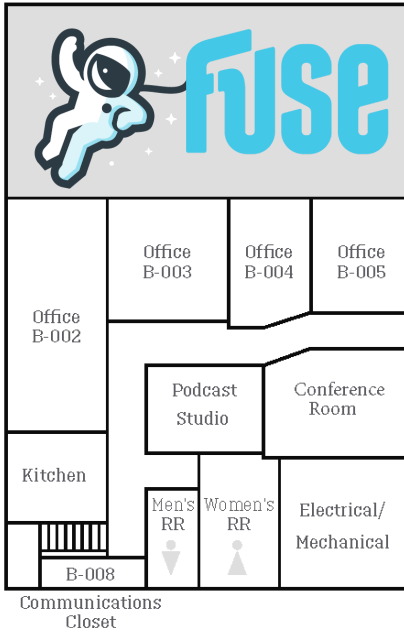 fuse
Office
B-003
Office
B-004
Office
B-005
Office
B-002
Podcast
Studio
Conference
Room
Kitchen
Men's
RR
Women's
RR
Electrical/
Mechanical
B-008
Communications
Closet